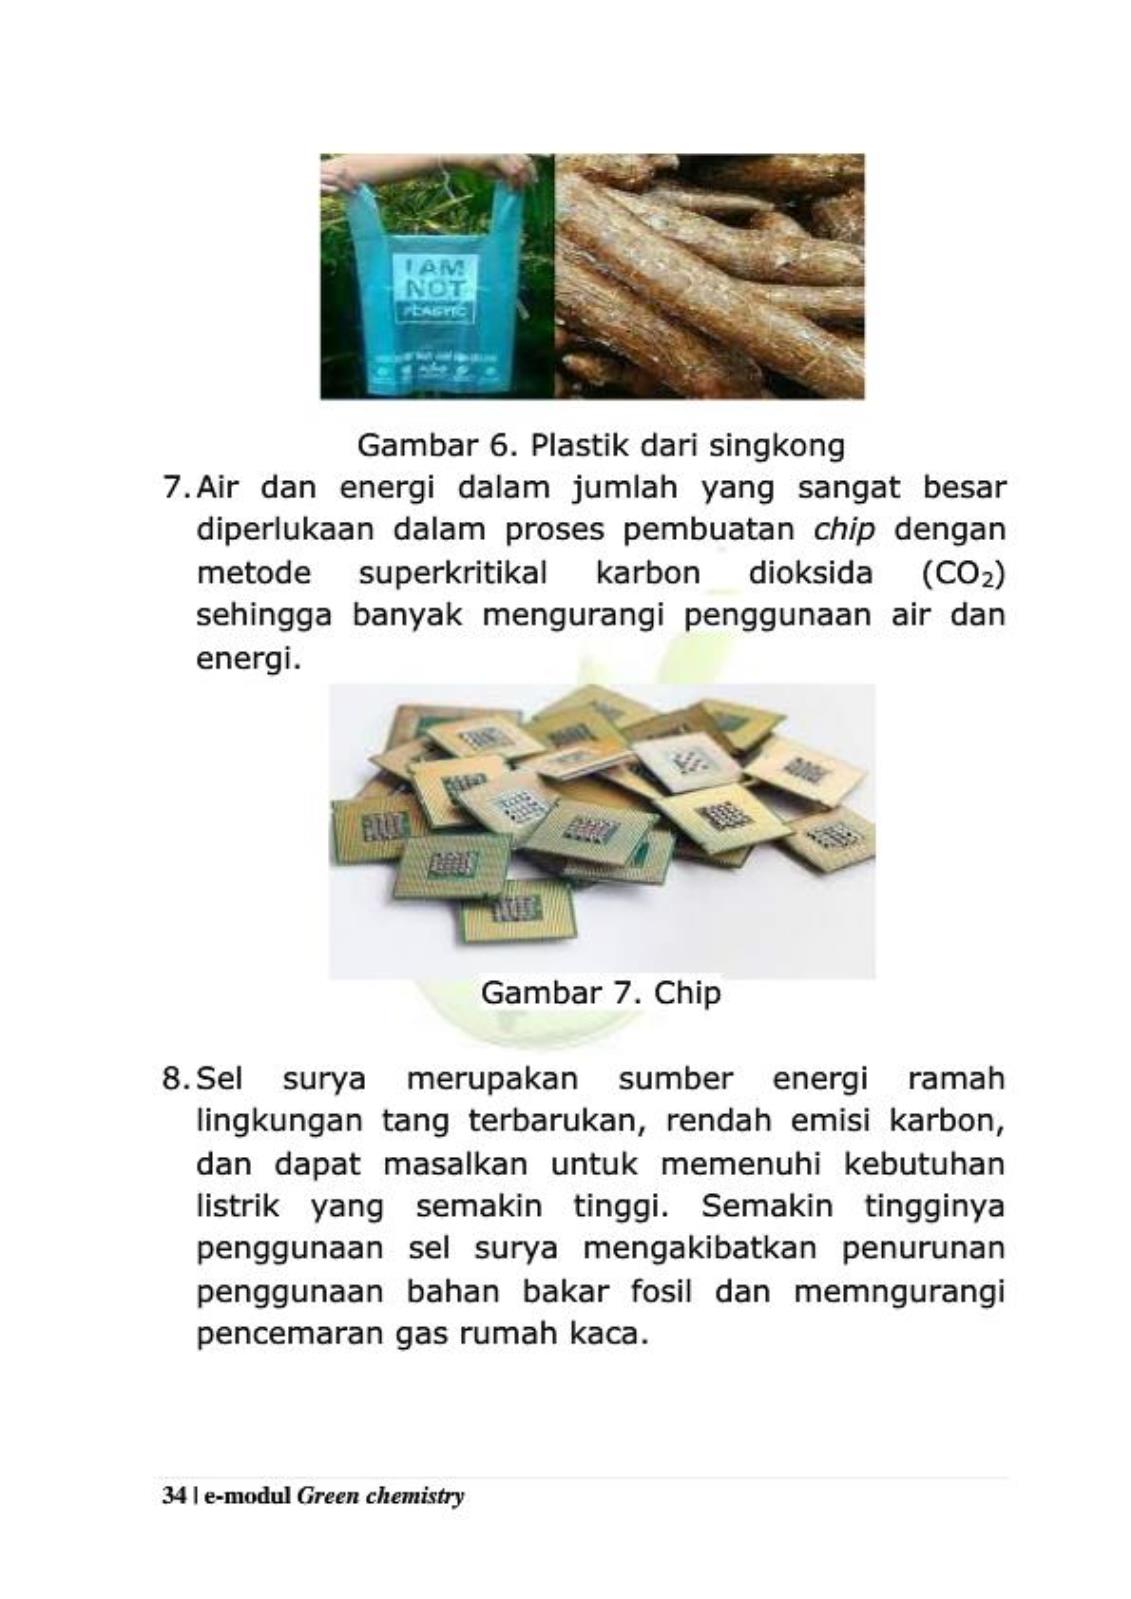 I AM
NOT
PLASTIC
Gambar 6. Plastik dari singkong
7. Air dan energi dalam jumlah yang sangat besar
diperlukaan dalam proses pembuatan chip dengan
metode superkritikal karbon dioksida (CO₂)
sehingga banyak mengurangi penggunaan air dan
energi.
Gambar 7. Chip
8. Sel surya merupakan sumber energi ramah
lingkungan tang terbarukan, rendah emisi karbon,
dan dapat masalkan untuk memenuhi kebutuhan
listrik yang semakin tinggi. Semakin tingginya
penggunaan sel surya mengakibatkan penurunan
penggunaan bahan bakar fosil dan memngurangi
pencemaran gas rumah kaca.
34 | e-modul Green chemistry